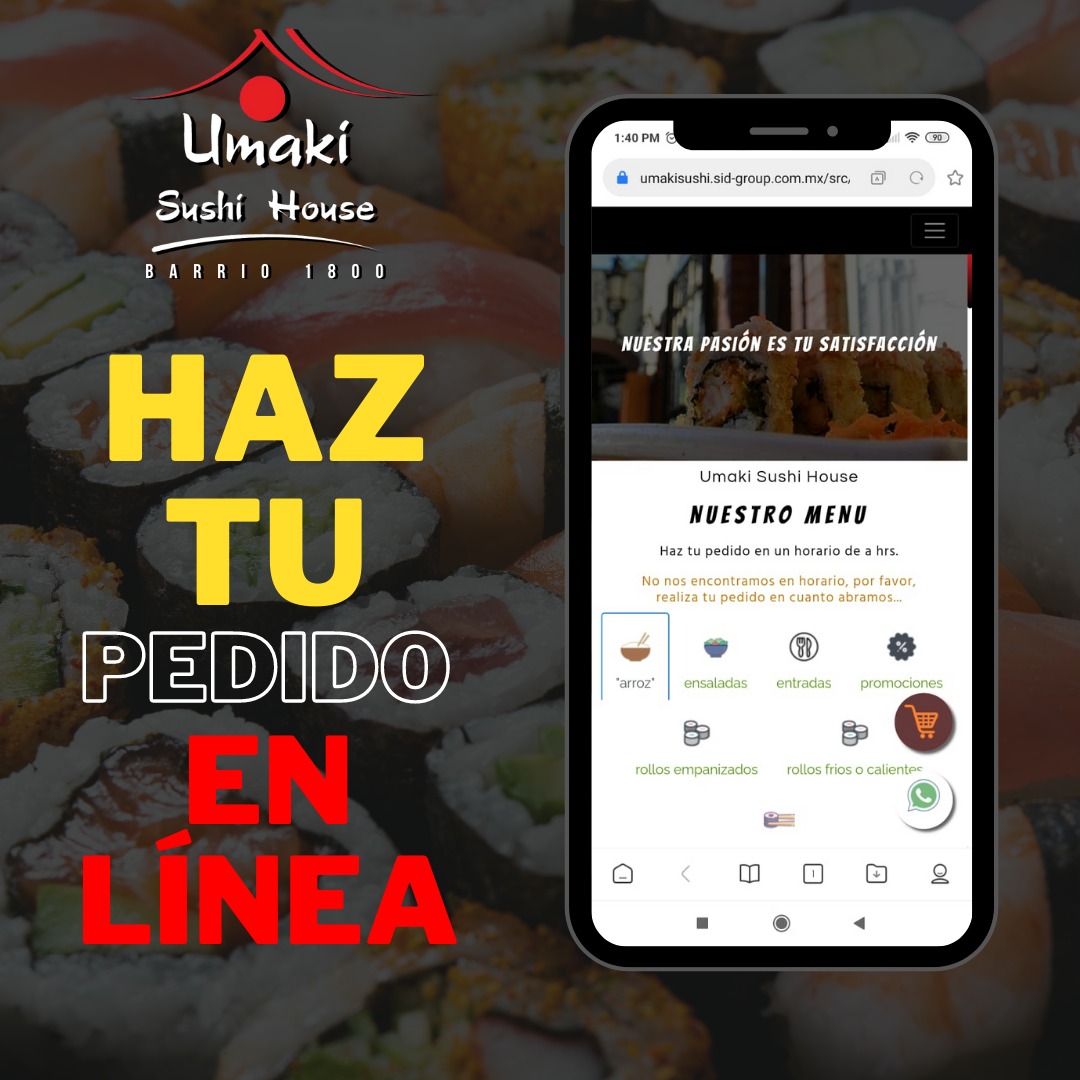 Umaki
Sushi House
BARRIO 1800
HAZ
TU
PEDIDO
EN
LÍNEA
1:40 PM
90
umakisushi.sid-group.com.mx/src/
NUESTRA PASIÓN ES TU SATISFACCIÓN
Umaki Sushi House
NUESTRO MENU
Haz tu pedido en un horario de a hrs.
No nos encontramos en horario, por favor,
realiza tu pedido en cuanto abramos...
"arroz"
ensaladas
entradas
promociones
rollos empanizados
rollos frios o calientes
1